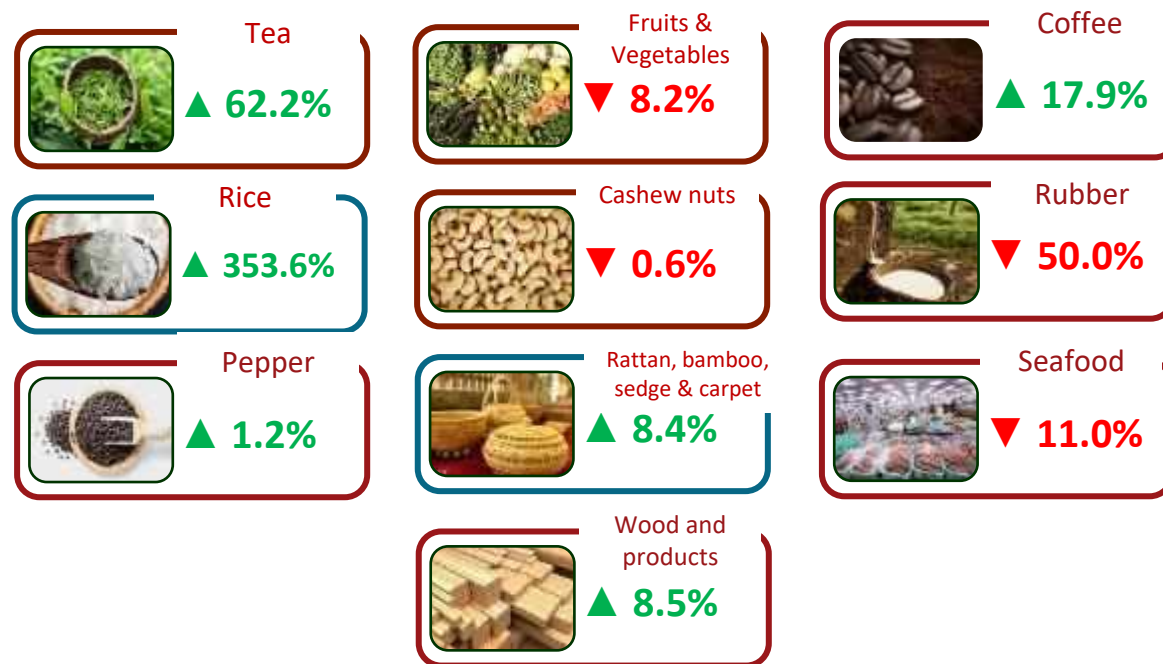 Tea
▲ 62.2%
Fruits &
Vegetables
▼ 8.2%
Coffee
▲ 17.9%
Rice
▲ 353.6%
Cashew nuts
▼ 0.6%
Rubber
▼ 50.0%
Pepper
▲ 1.2%
Rattan, bamboo,
sedge & carpet
▲ 8.4%
Seafood
▼ 11.0%
Wood and
products
▲ 8.5%